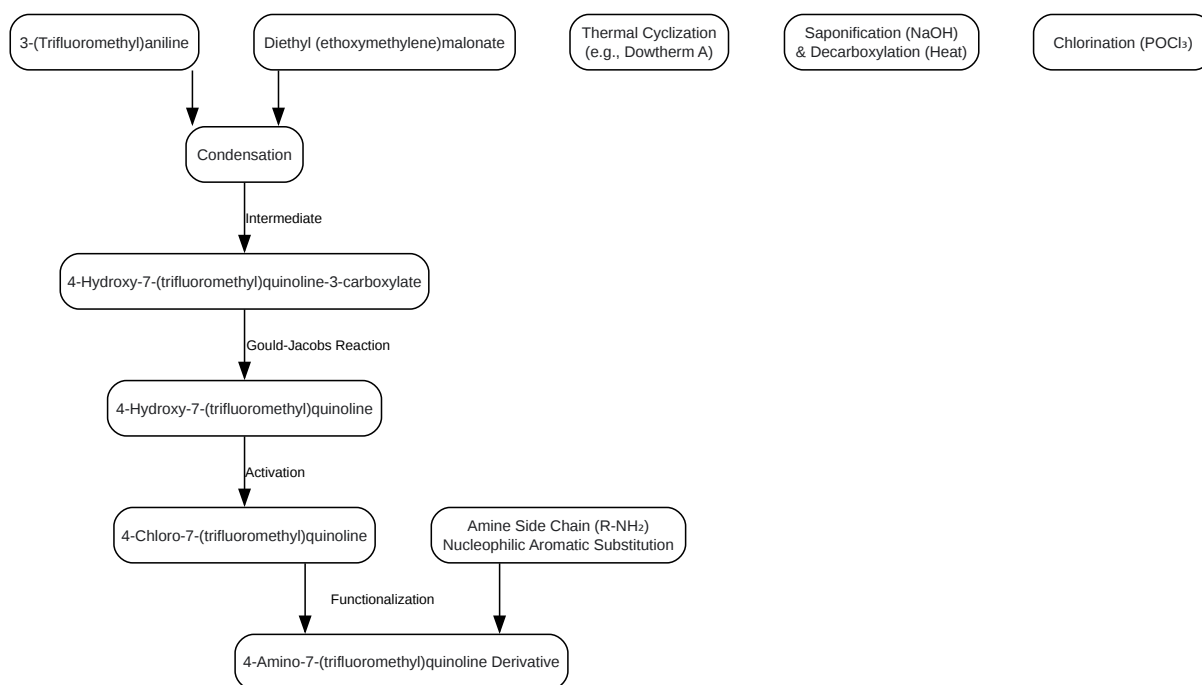 3-(Trifluoromethyl)aniline
Diethyl (ethoxymethylene)malonate
Thermal Cyclization
(e.g., Dowtherm A)
Saponification (NaOH)
& Decarboxylation (Heat)
Chlorination (POCl₃)
Condensation
Intermediate
4-Hydroxy-7-(trifluoromethyl)quinoline-3-carboxylate
Gould-Jacobs Reaction
4-Hydroxy-7-(trifluoromethyl)quinoline
Activation
4-Chloro-7-(trifluoromethyl)quinoline
Amine Side Chain (R-NH₂)
Nucleophilic Aromatic Substitution
Functionalization
4-Amino-7-(trifluoromethyl)quinoline Derivative